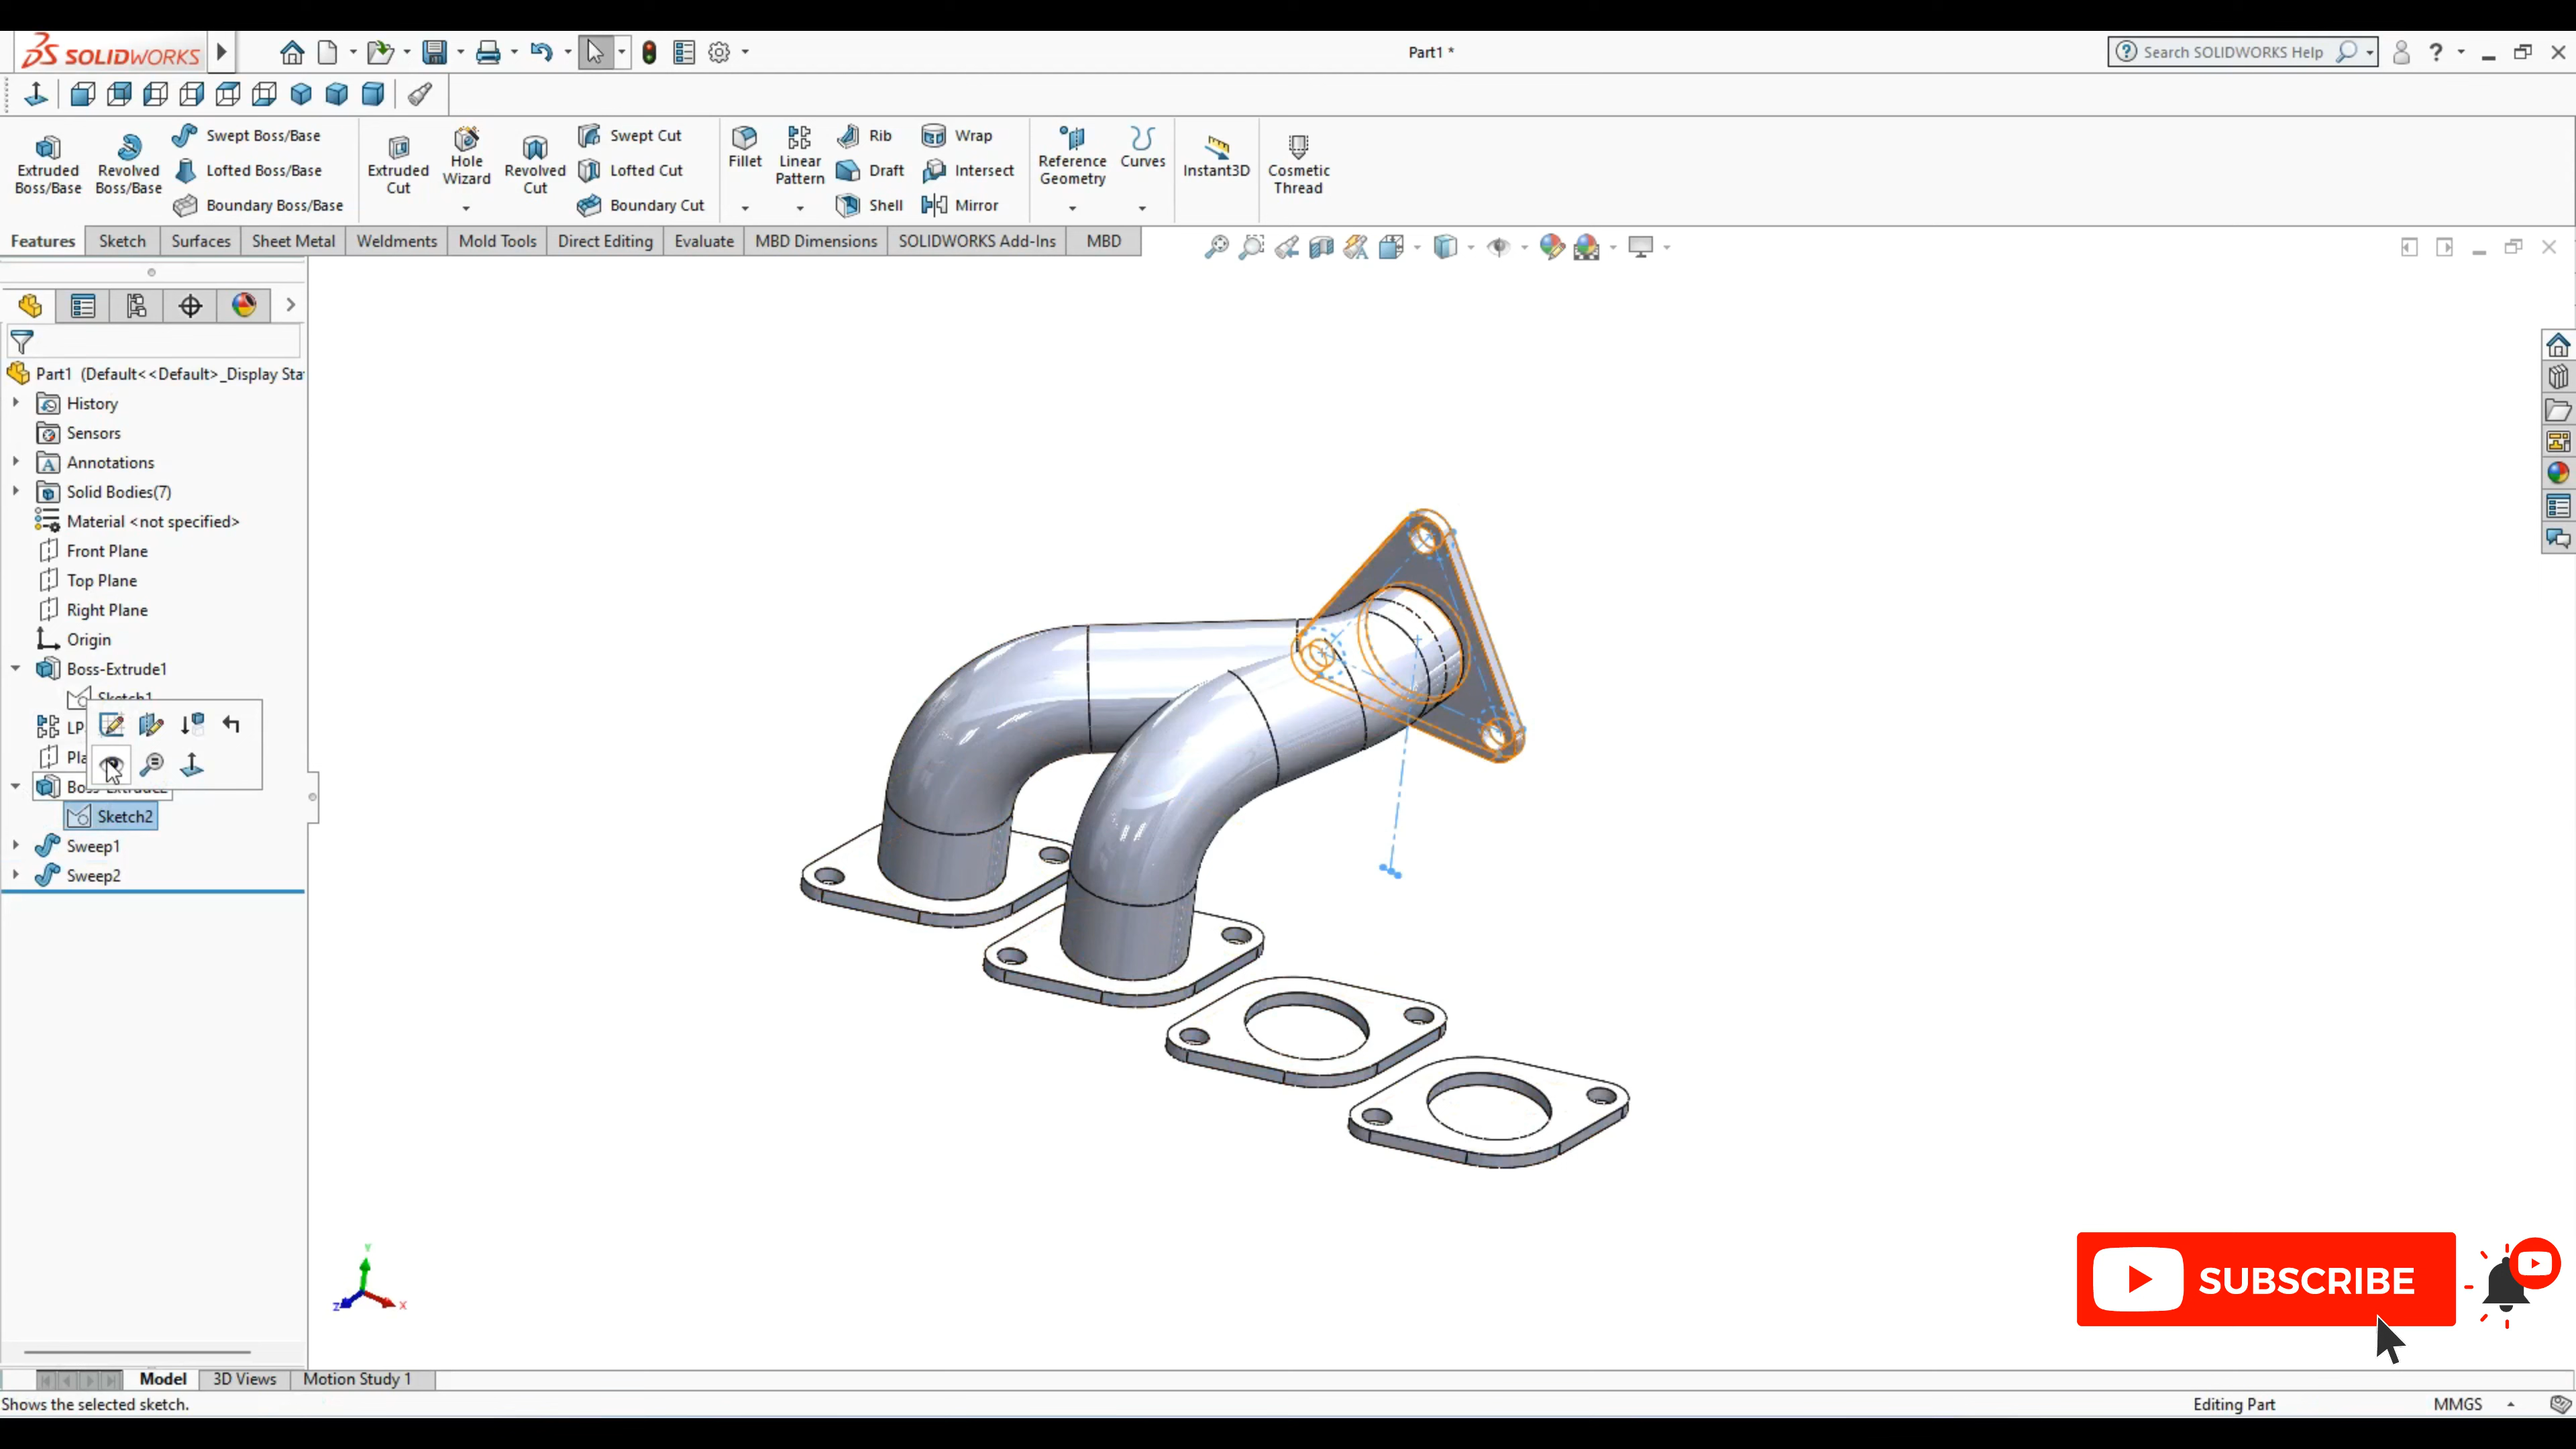 SOLIDWORKS
Part1 *
Search SOLIDWORKS Help
Extruded Boss/Base
Revolved Boss/Base
Swept Boss/Base
Lofted Boss/Base
Boundary Boss/Base
Extruded Cut
Hole Wizard
Revolved Cut
Swept Cut
Lofted Cut
Boundary Cut
Fillet
Linear Pattern
Rib
Draft
Shell
Wrap
Intersect
Mirror
Reference Geometry
Curves
Instant3D
Cosmetic Thread
Features
Sketch
Surfaces
Sheet Metal
Weldments
Mold Tools
Direct Editing
Evaluate
MBD Dimensions
SOLIDWORKS Add-Ins
MBD
Part1 (Default<<Default>_Display Sta
History
Sensors
Annotations
Solid Bodies(7)
Material <not specified>
Front Plane
Top Plane
Right Plane
Origin
Boss-Extrude1
Sketch1
LP
Pla
Boss-Extrude2
Sketch2
Sweep1
Sweep2
Y
Z
X
SUBSCRIBE
Model
3D Views
Motion Study 1
Shows the selected sketch.
Editing Part
MMGS